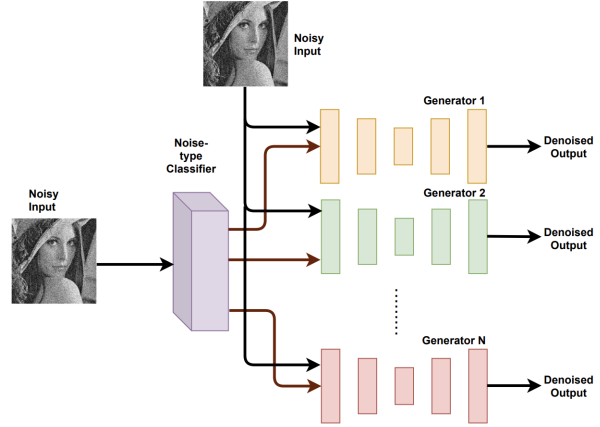 Noisy
Input
Generator 1
Noise-
type
Classifier
Denoised
Output
Noisy
Input
Generator 2
Denoised
Output
Generator N
Denoised
Output